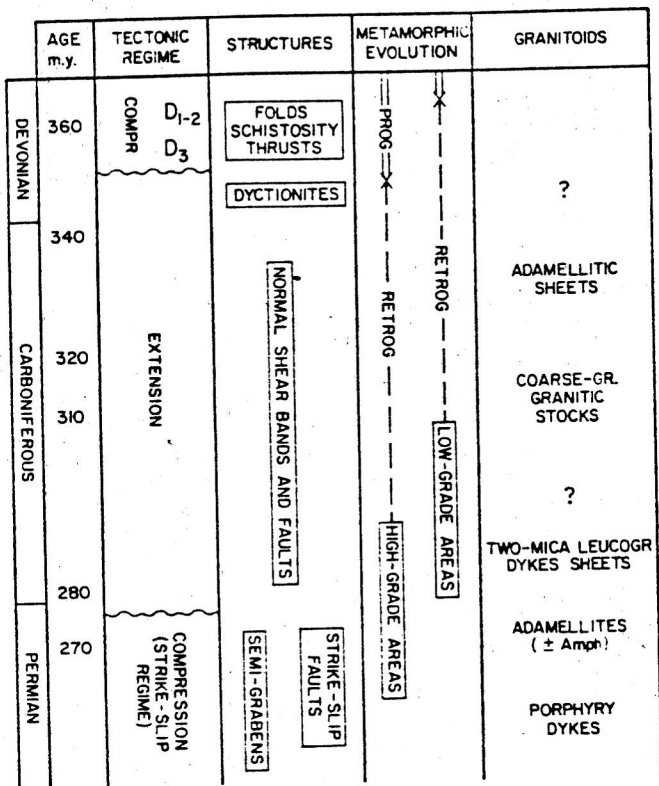 AGE
m.y.
TECTONIC
REGIME
STRUCTURES
METAMORPHIC
EVOLUTION
GRANITOIDS
DEVONIAN
CARBONIFEROUS
PERMIAN
360
340
320
310
280
270
COMPR
D1-2
D3
EXTENSION
COMPRESSION
(STRIKE-SLIP
REGIME)
FOLDS
SCHISTOSITY
THRUSTS
DYCTIONITES
NORMAL SHEAR BANDS AND FAULTS
SEMI-GRABENS
STRIKE-SLIP
FAULTS
PROG
RETROG
HIGH-GRADE AREAS
RETROG
LOW-GRADE AREAS
?
ADAMELLITIC
SHEETS
COARSE-GR.
GRANITIC
STOCKS
?
TWO-MICA LEUCOGR
DYKES SHEETS
ADAMELLITES
(± Amph)
PORPHYRY
DYKES